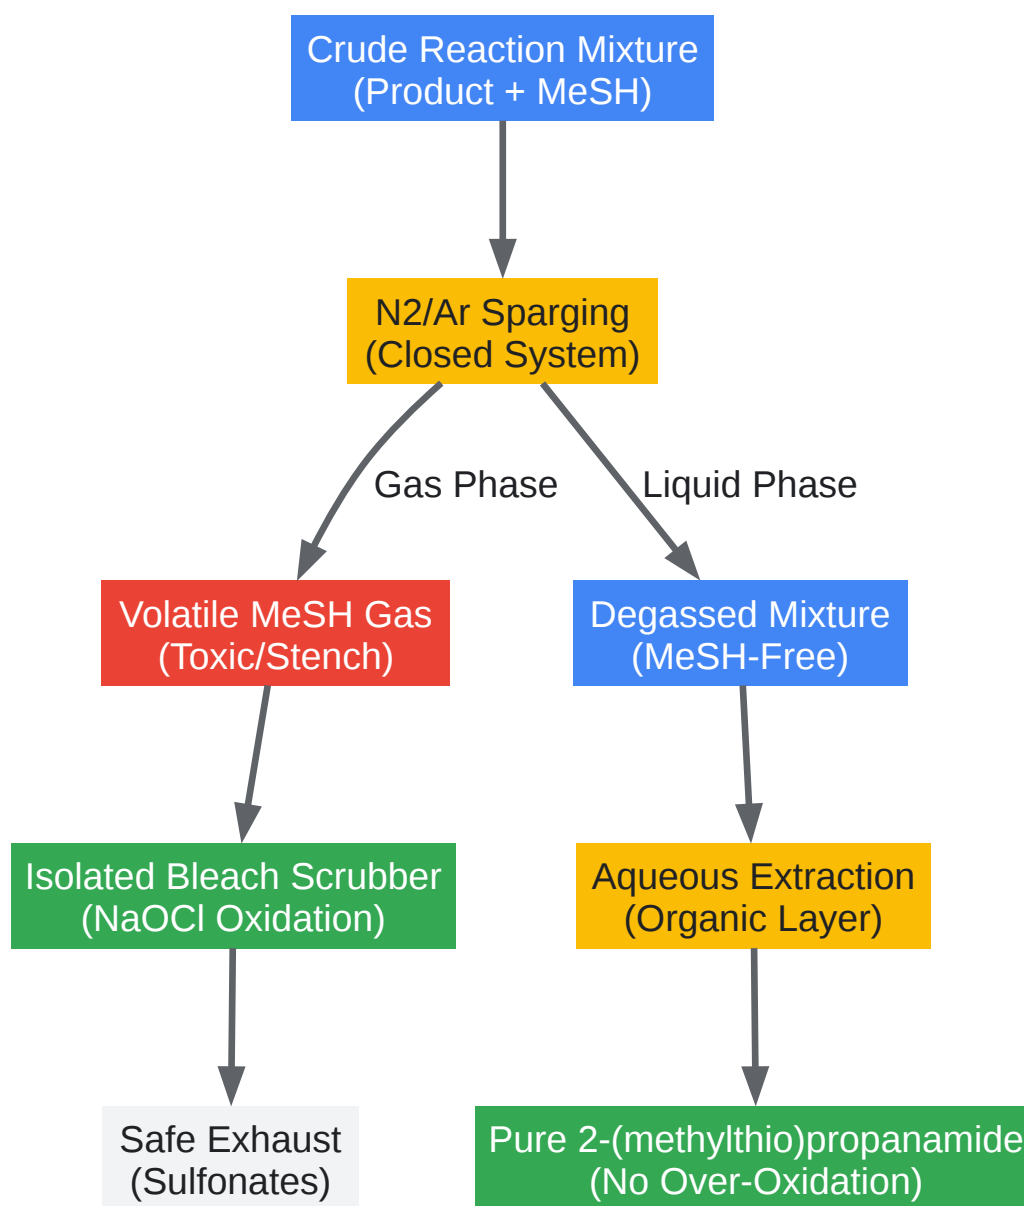 Crude Reaction Mixture
(Product + MeSH)
N2/Ar Sparging
(Closed System)
Gas Phase
Liquid Phase
Volatile MeSH Gas
(Toxic/Stench)
Degassed Mixture
(MeSH-Free)
Isolated Bleach Scrubber
(NaOCl Oxidation)
Aqueous Extraction
(Organic Layer)
Safe Exhaust
(Sulfonates)
Pure 2-(methylthio)propanamide
(No Over-Oxidation)